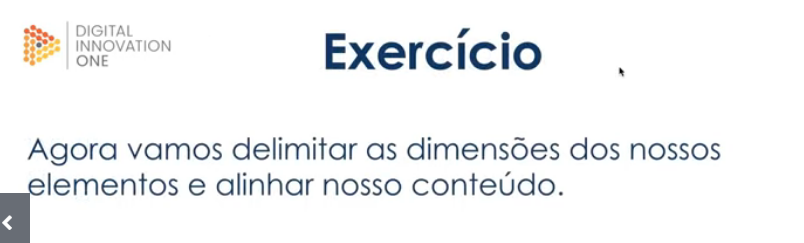 DIGITAL
INNOVATION
ONE
Exercício
Agora vamos delimitar as dimensões dos nossos
elementos e alinhar nosso conteúdo.